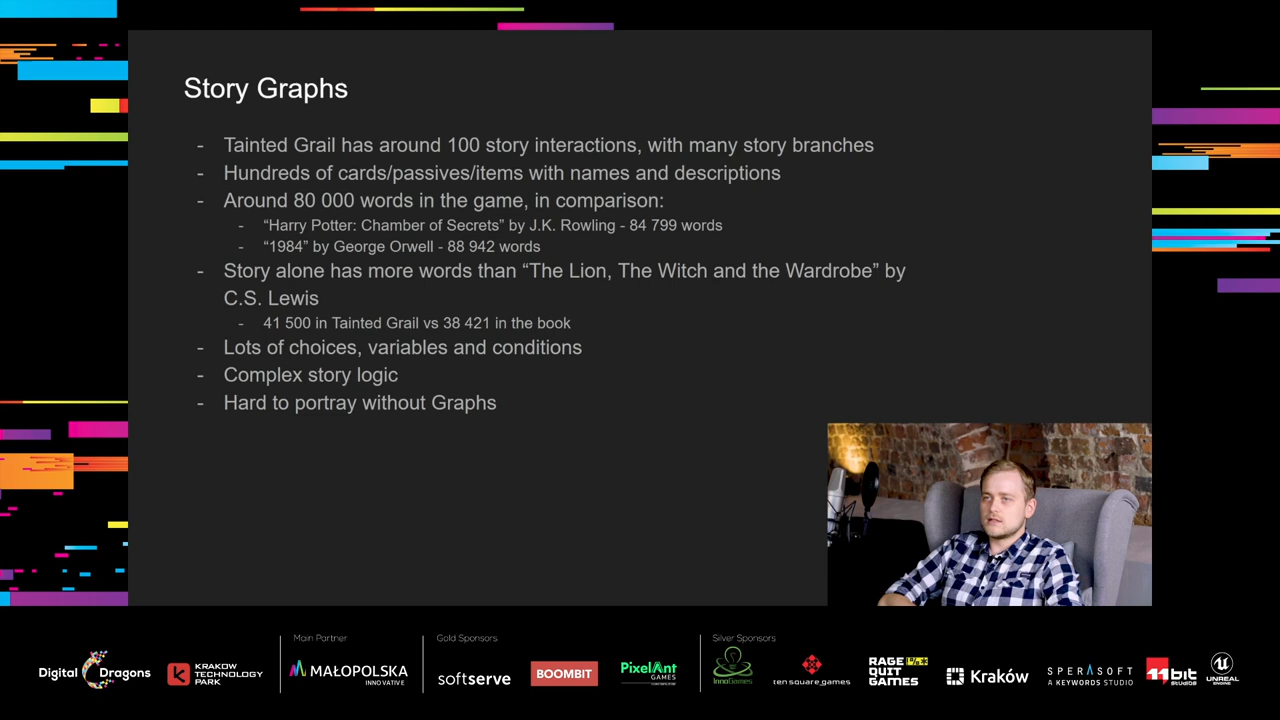 Story Graphs
- Tainted Grail has around 100 story interactions, with many story branches
- Hundreds of cards/passives/items with names and descriptions
- Around 80 000 words in the game, in comparison:
- “Harry Potter: Chamber of Secrets” by J.K. Rowling - 84 799 words
- “1984” by George Orwell - 88 942 words
- Story alone has more words than “The Lion, The Witch and the Wardrobe” by
C.S. Lewis
- 41 500 in Tainted Grail vs 38 421 in the book
- Lots of choices, variables and conditions
- Complex story logic
- Hard to portray without Graphs
Main Partner
Gold Sponsors
Silver Sponsors
Digital Dragons
KRAKOW
TECHNOLOGY
PARK
MAŁOPOLSKA
INNOVATIVE
softserve
BOOMBIT
PixelAnt
GAMES
InnoGames
ten square games
RAGE
QUIT
GAMES
Kraków
SPERASOFT
A KEYWORDS STUDIO
11 bit
STUDIOS
UNREAL
ENGINE